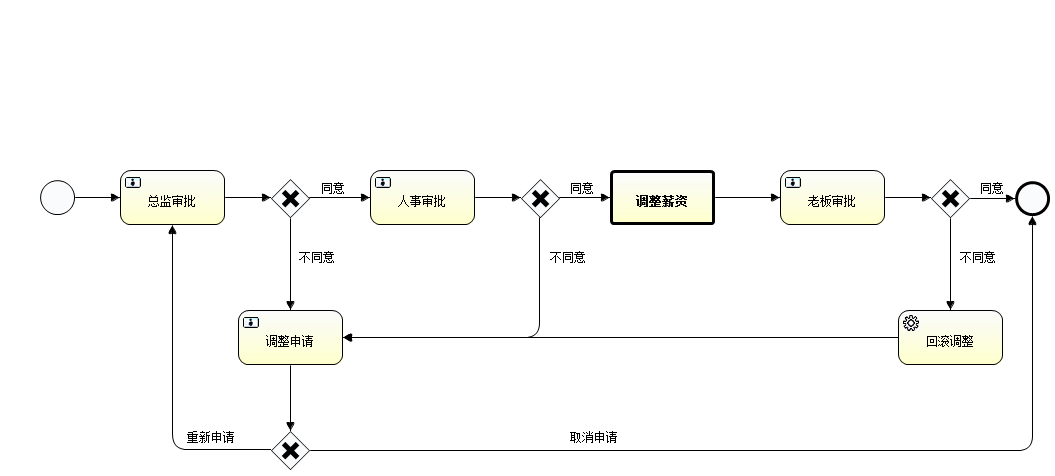 同意
同意
同意
总监审批
人事审批
调整薪资
老板审批
不同意
不同意
不同意
调整申请
回滚调整
重新申请
取消申请